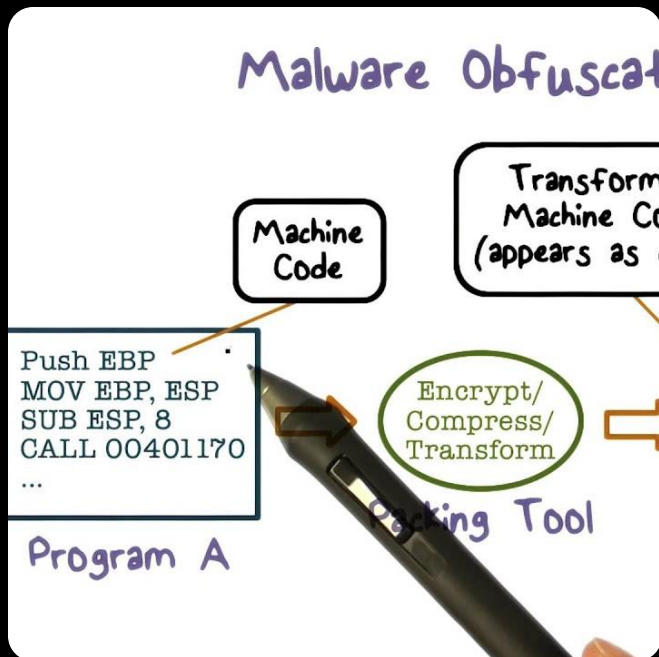 Malware Obfuscat
Transform
Machine Co
(appears as
Machine
Code
Push EBP
MOV EBP, ESP
SUB ESP, 8
CALL 00401170
...
Encrypt/
Compress/
Transform
Packing Tool
Program A